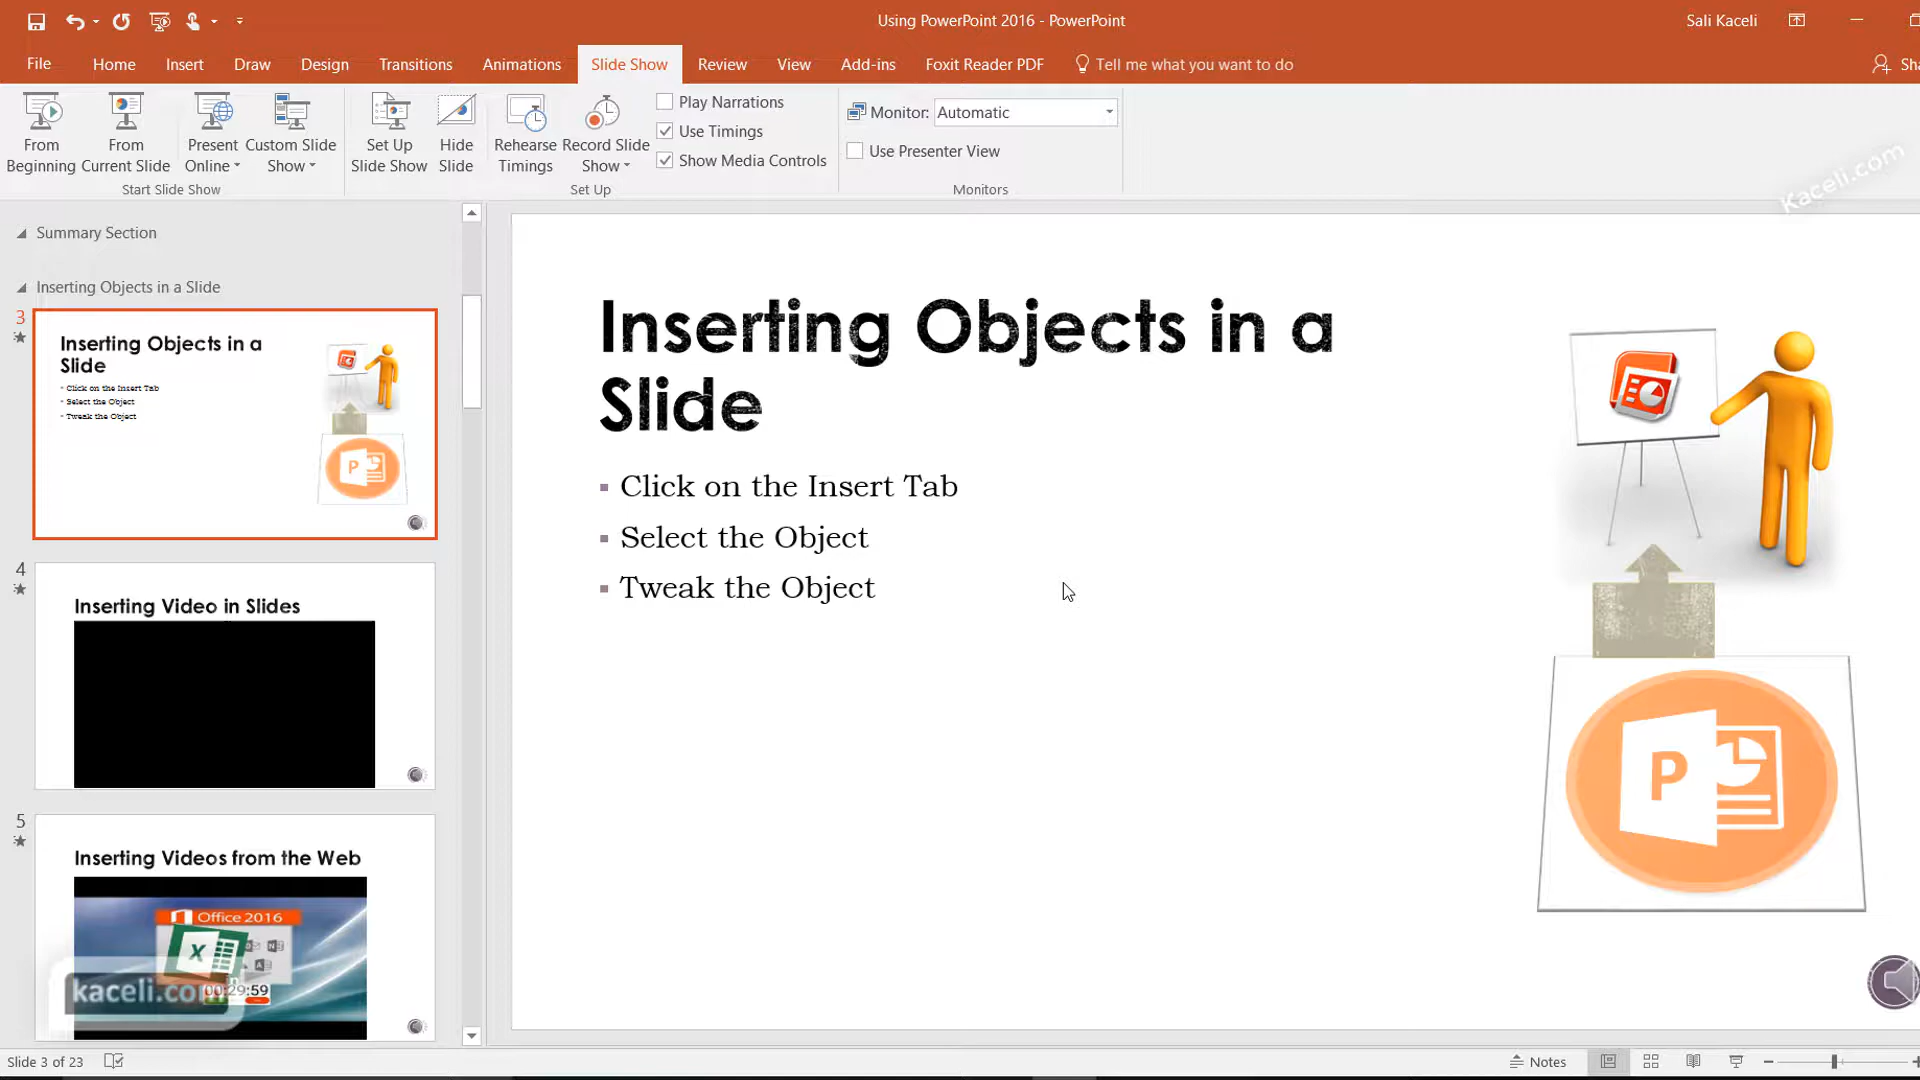 Using PowerPoint 2016 - PowerPoint
Sali Kaceli
File
Home
Insert
Draw
Design
Transitions
Animations
Slide Show
Review
View
Add-ins
Foxit Reader PDF
Tell me what you want to do
Sha
From
Beginning
From
Current Slide
Present
Online
Custom Slide
Show
Start Slide Show
Set Up
Slide Show
Hide
Slide
Rehearse
Timings
Record Slide
Show
Play Narrations
Use Timings
Show Media Controls
Set Up
Monitor:
Automatic
Use Presenter View
Monitors
Kaceli.com
Summary Section
Inserting Objects in a Slide
3
Inserting Objects in a
Slide
Click on the Insert Tab
Select the Object
Tweak the Object
P
4
Inserting Video in Slides
5
Inserting Videos from the Web
Office 2016
X
00:29:59
kaceli.com
Inserting Objects in a
Slide
Click on the Insert Tab
Select the Object
Tweak the Object
P
Slide 3 of 23
Notes